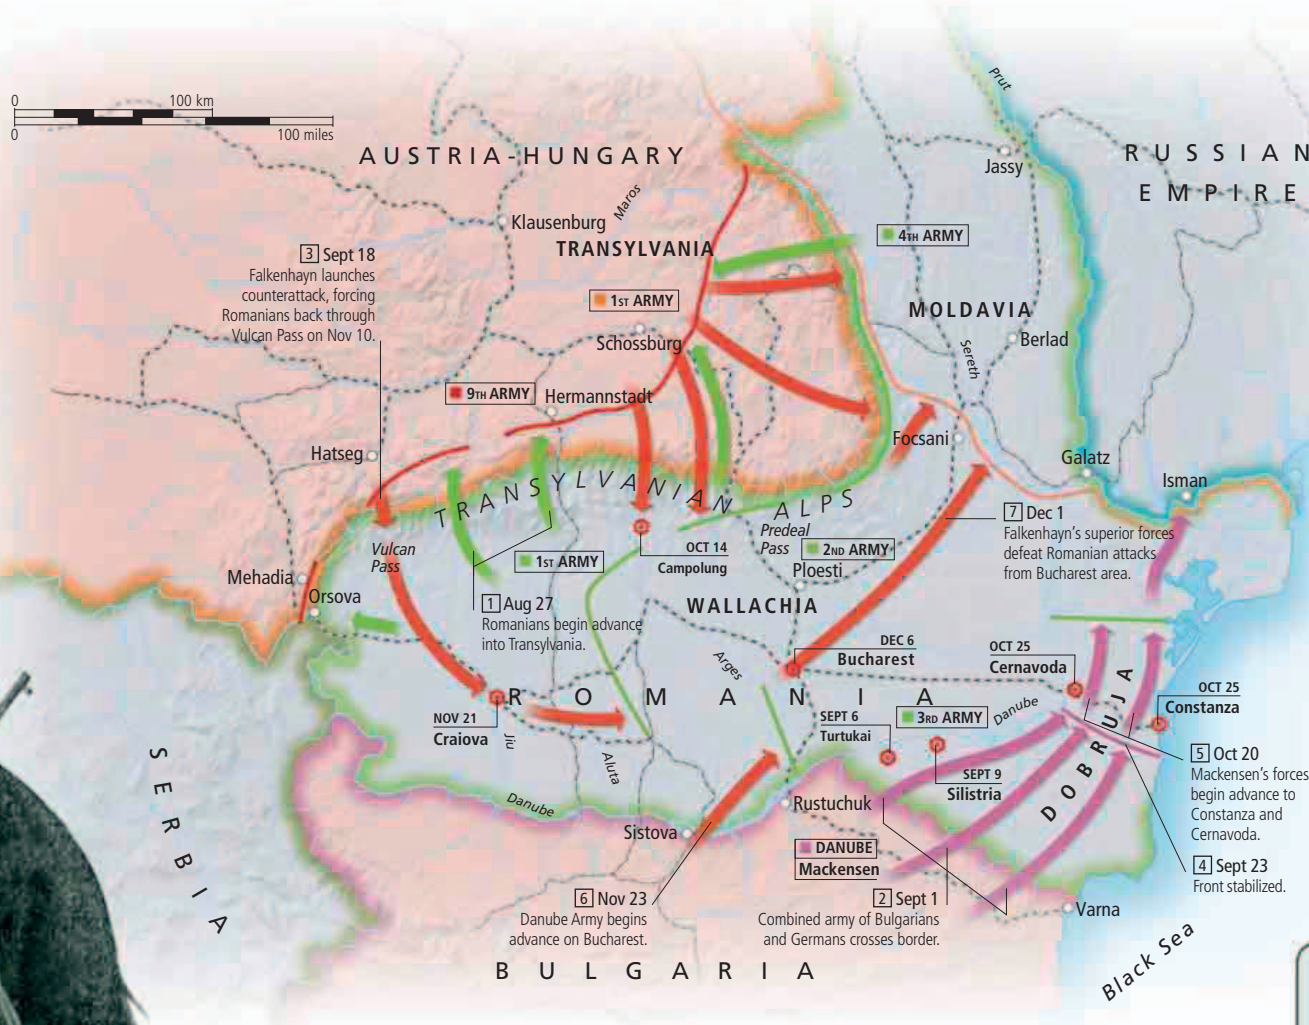 Prut
0 100 km
0 100 miles
AUSTRIA-HUNGARY
RUSSIAN
EMPIRE
Jassy
Maros
Klausenburg
TRANSYLVANIA
4TH ARMY
3 Sept 18
Falkenhayn launches
counterattack, forcing
Romanians back through
Vulcan Pass on Nov 10.
1ST ARMY
MOLDAVIA
Schossburg
Berlad
Sereth
9TH ARMY
Hermannstadt
Hatseg
Focsani
Galatz
Isman
TRANSYLVANIAN ALPS
Vulcan
Pass
Predeal
Pass
7 Dec 1
Falkenhayn's superior forces
defeat Romanian attacks
from Bucharest area.
OCT 14
Campolung
2ND ARMY
1ST ARMY
Ploesti
Mehadia
Orsova
1 Aug 27
Romanians begin advance
into Transylvania.
WALLACHIA
DEC 6
Bucharest
OCT 25
Cernavoda
Arges
ROMANIA
OCT 25
Constanza
NOV 21
Craiova
Jiu
Aluta
SEPT 6
Turtukai
3RD ARMY
Danube
DOBRUJA
SEPT 9
Silistria
5 Oct 20
Mackensen's forces
begin advance to
Constanza and
Cernavoda.
SERBIA
Danube
Rustuchuk
Sistova
DANUBE
Mackensen
4 Sept 23
Front stabilized.
6 Nov 23
Danube Army begins
advance on Bucharest.
2 Sept 1
Combined army of Bulgarians
and Germans crosses border.
Varna
Black Sea
BULGARIA